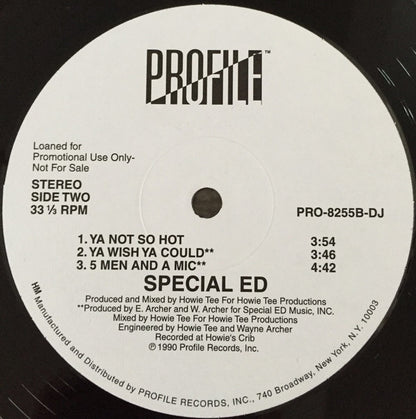 PROFILE™
Loaned for
Promotional Use Only-
Not For Sale
STEREO
SIDE TWO
33 ⅓ RPM
PRO-8255B-DJ
1. YA NOT SO HOT 3:54
2. YA WISH YA COULD** 3:46
3. 5 MEN AND A MIC** 4:42
SPECIAL ED
Produced and Mixed by Howie Tee For Howie Tee Productions
**Produced by E. Archer and W. Archer for Special ED Music, INC.
Mixed by Howie Tee For Howie Tee Productions
Engineered by Howie Tee and Wayne Archer
Recorded at Howie's Crib
℗ 1990 Profile Records, Inc.
HM Manufactured and Distributed by PROFILE RECORDS, INC., 740 Broadway, New York, N.Y. 10003